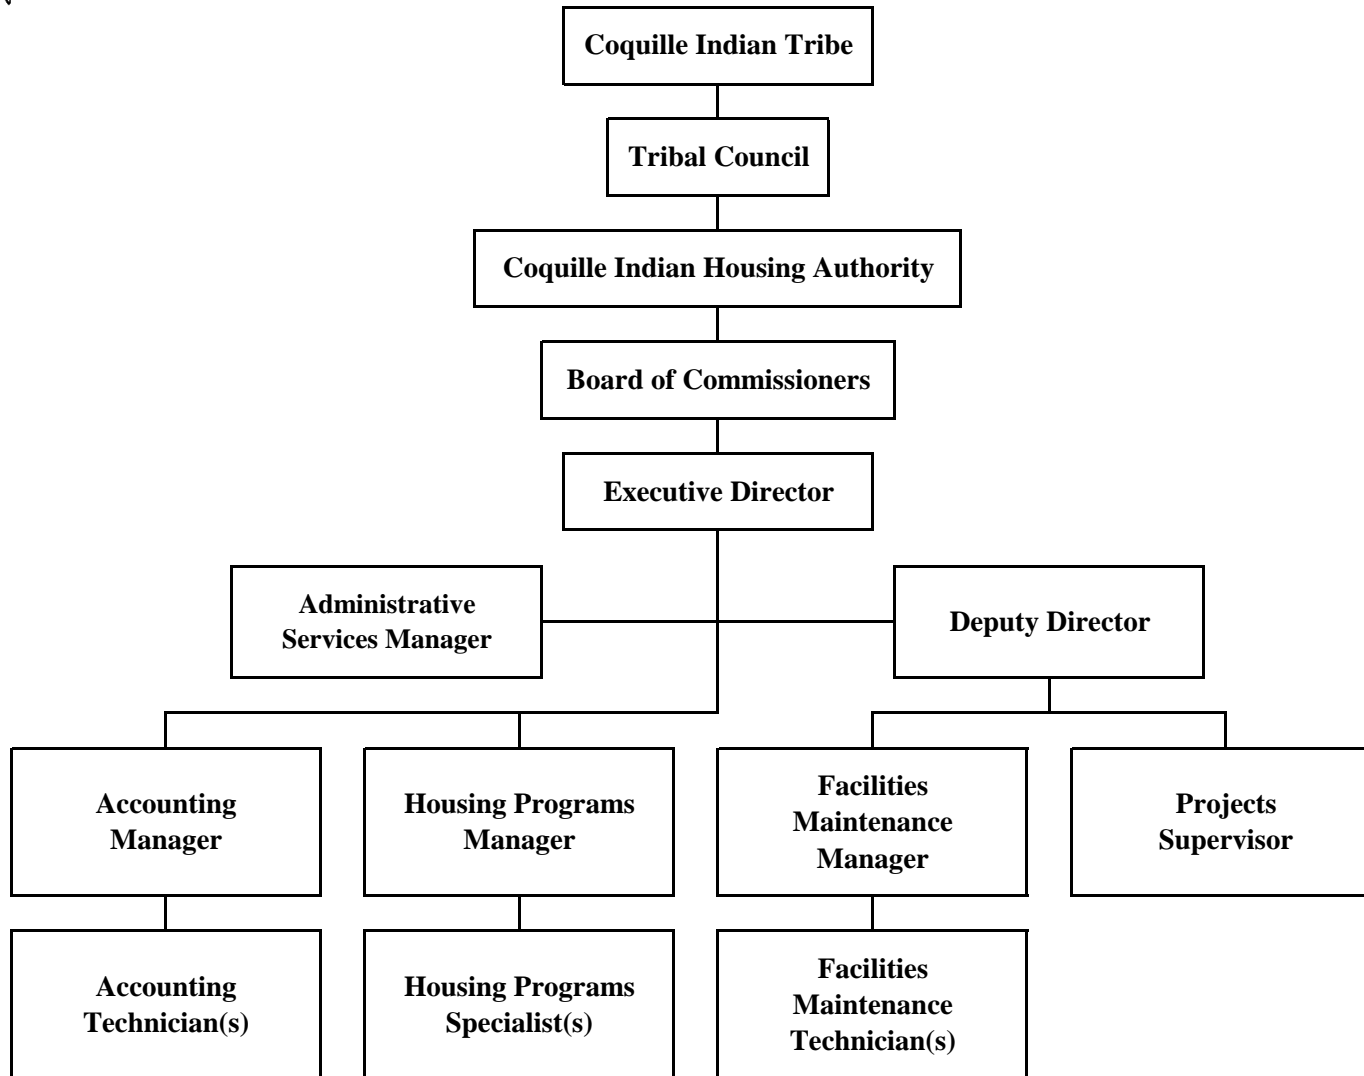 Coquille Indian Tribe
Tribal Council
Coquille Indian Housing Authority
Board of Commissioners
Executive Director
Administrative
Services Manager
Deputy Director
Accounting
Manager
Housing Programs
Manager
Facilities
Maintenance
Manager
Projects
Supervisor
Accounting
Technician(s)
Housing Programs
Specialist(s)
Facilities
Maintenance
Technician(s)